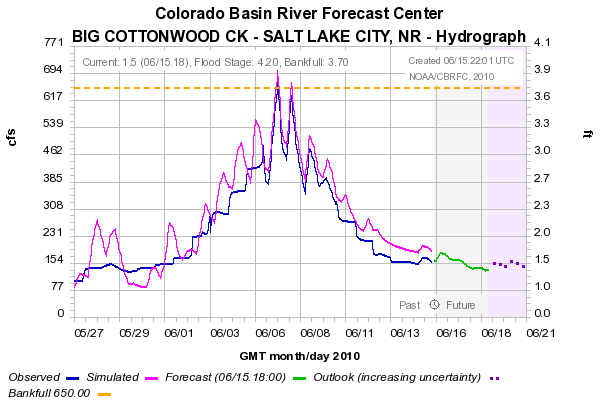 Colorado Basin River Forecast Center
BIG COTTONWOOD CK - SALT LAKE CITY, NR - Hydrograph
771 4.1
Current: 1.5 (06/15.18), Flood Stage: 4.20, Bankfull: 3.70 Created 06/15.22:01 UTC
694 3.9
NOAA/CBRFC, 2010
617 3.6
539 3.3
cfs ft
462 3.0
385 2.7
308 2.3
231 2.0
154 1.5
77 1.0
Past Future
0 0.0
05/27 05/29 06/01 06/03 06/06 06/08 06/11 06/13 06/16 06/18 06/21
GMT month/day 2010
Observed Simulated Forecast (06/15.18:00) Outlook (increasing uncertainty)
Bankfull 650.00